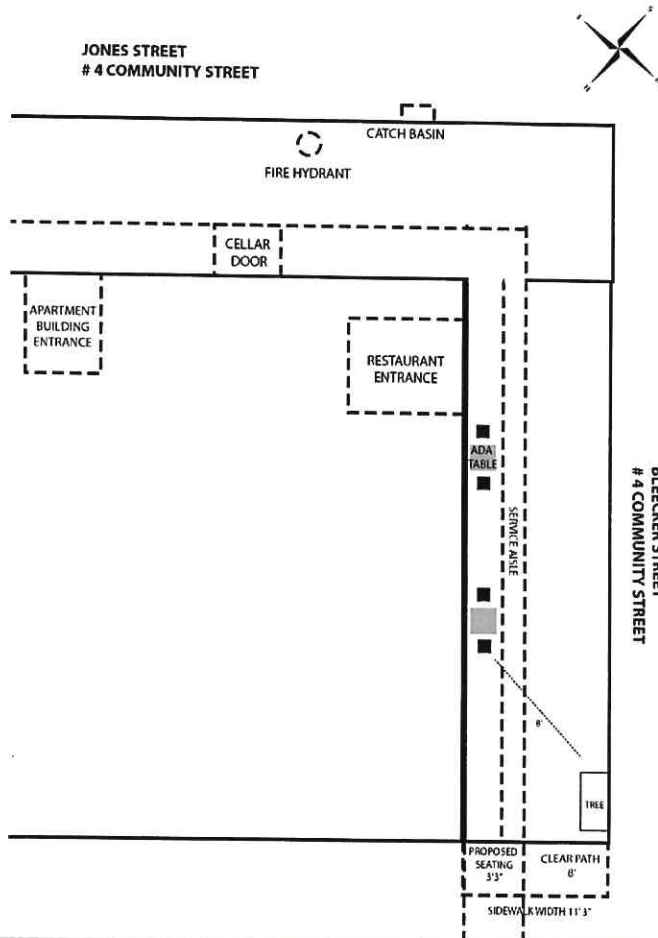 JONES STREET
# 4 COMMUNITY STREET
CATCH BASIN
FIRE HYDRANT
CELLAR
DOOR
APARTMENT
BUILDING
ENTRANCE
RESTAURANT
ENTRANCE
ADA
TABLE
SERVICE AISLE
BLEECKER STREET
# 4 COMMUNITY STREET
8'
TREE
PROPOSED
SEATING
3'3"
CLEAR PATH
8'
SIDEWALK WIDTH 11'3"